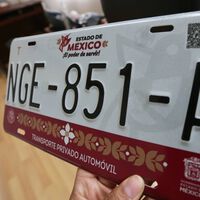 ESTADO DE
MÉXICO
¡El poder de servir!
NGE-851-A
TRANSPORTE PRIVADO AUTOMÓVIL